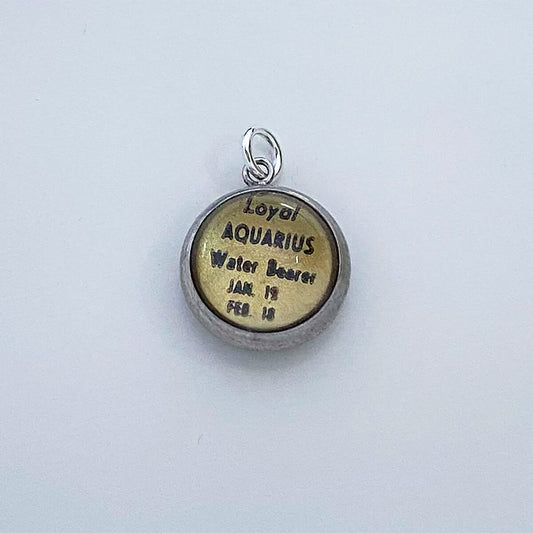 Loyal
AQUARIUS
Water Bearer
JAN. 19
FEB. 18